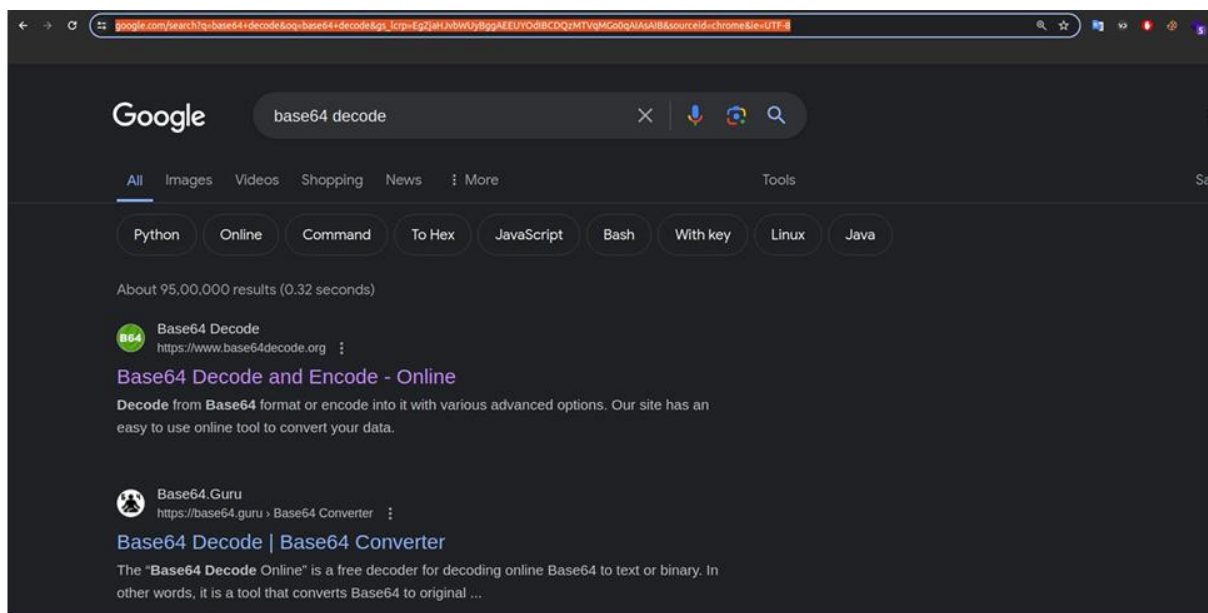 google.com/search?q=base64+decode&oq=base64+decode&gs_lcrp=EgZjaHJvbWUyBggAEEUYOdIBCDQzMTVqMGo0qAIAsAIB&sourceid=chrome&ie=UTF-8
Google
base64 decode
All Images Videos Shopping News More Tools
Python Online Command To Hex JavaScript Bash With key Linux Java
About 95,00,000 results (0.32 seconds)
B64
Base64 Decode
https://www.base64decode.org
Base64 Decode and Encode - Online
Decode from Base64 format or encode into it with various advanced options. Our site has an
easy to use online tool to convert your data.
Base64.Guru
https://base64.guru › Base64 Converter
Base64 Decode | Base64 Converter
The “Base64 Decode Online” is a free decoder for decoding online Base64 to text or binary. In
other words, it is a tool that converts Base64 to original ...